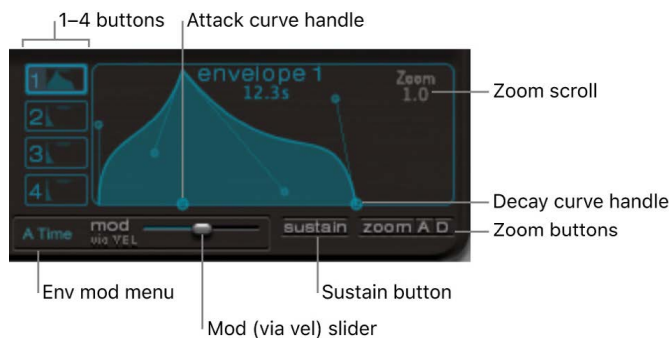 1–4 buttons
Attack curve handle
1
envelope 1
12.3s
Zoom
1.0
Zoom scroll
2
3
4
Decay curve handle
A Time
mod
via VEL
sustain
zoom A D
Zoom buttons
Env mod menu
Sustain button
Mod (via vel) slider